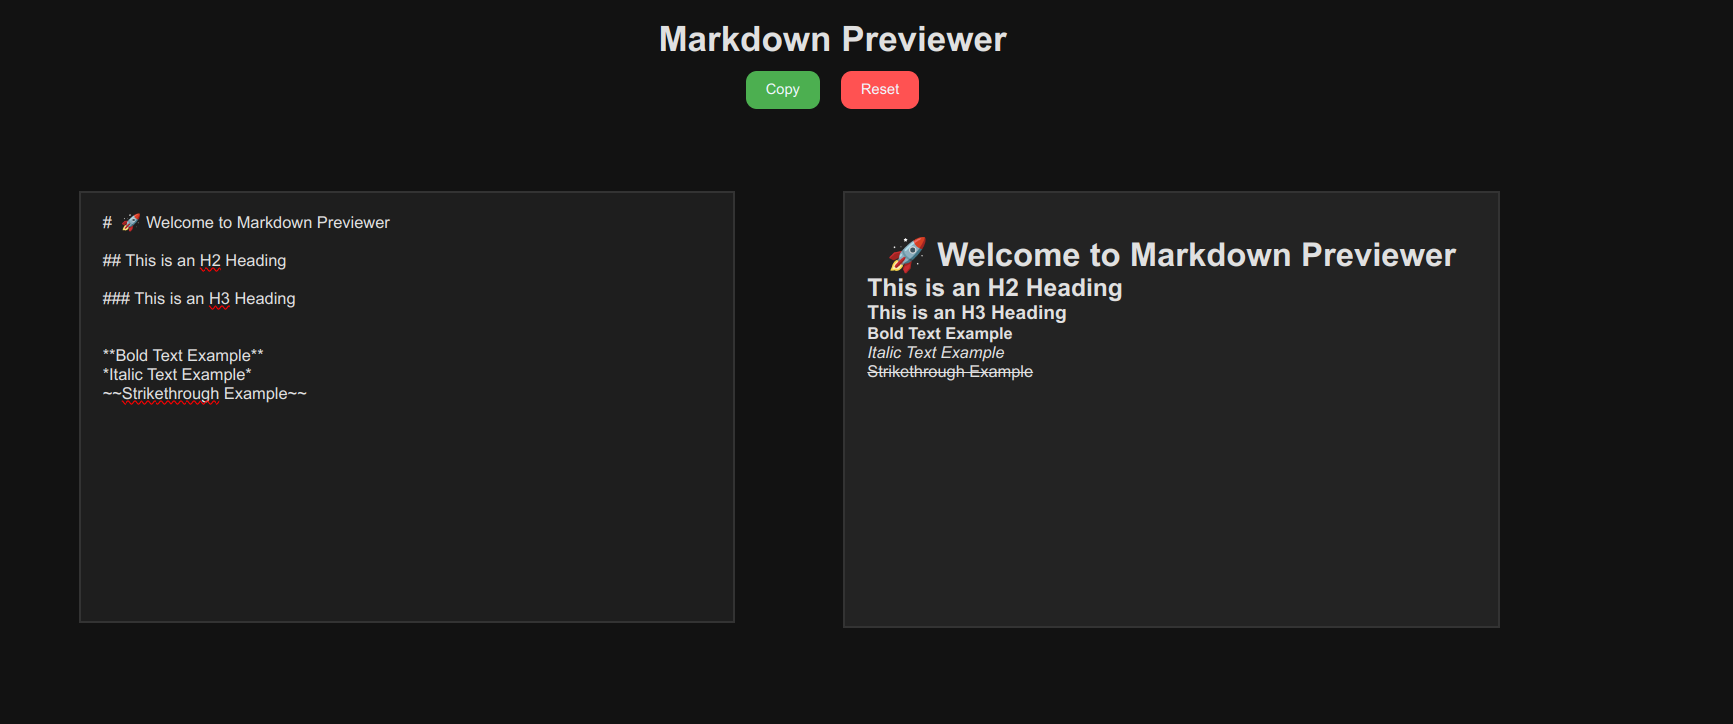 Markdown Previewer
Copy Reset
# 🚀 Welcome to Markdown Previewer
## This is an H2 Heading
### This is an H3 Heading
**Bold Text Example**
*Italic Text Example*
~~Strikethrough Example~~
🚀 Welcome to Markdown Previewer
This is an H2 Heading
This is an H3 Heading
Bold Text Example
Italic Text Example
Strikethrough Example